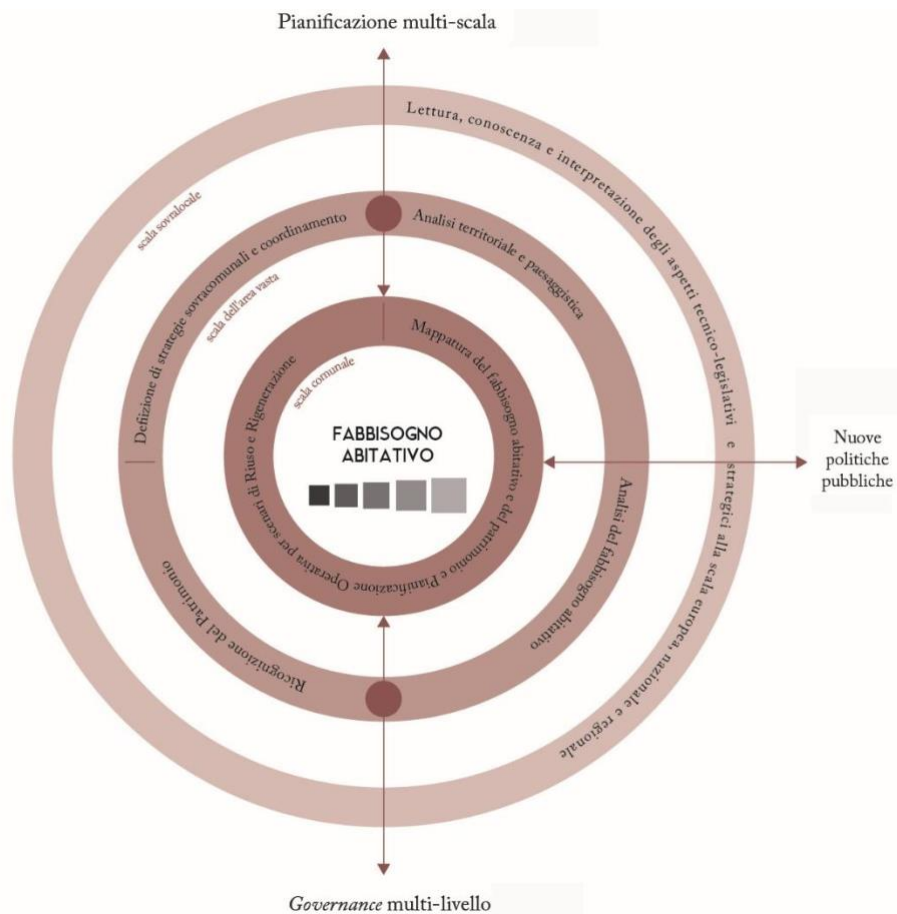 Pianificazione multi-scala
Lettura, conoscenza e interpretazione degli aspetti tecnico-legislativi e strategici alla scala europea, nazionale e regionale
scala sovralocale
Defiizione di strategie sovracomunali e coordinamento
Analisi territoriale e paesaggistica
scala dell'area vasta
Mappatura del fabbisogno abitativo e del patrimonio e Pianificazione Operativa per scenari di Riuso e Rigenerazione
scala comunale
FABBISOGNO
ABITATIVO
Nuove
politiche
pubbliche
Analisi del fabbisogno abitativo
Ricognizione del Patrimonio
Governance multi-livello